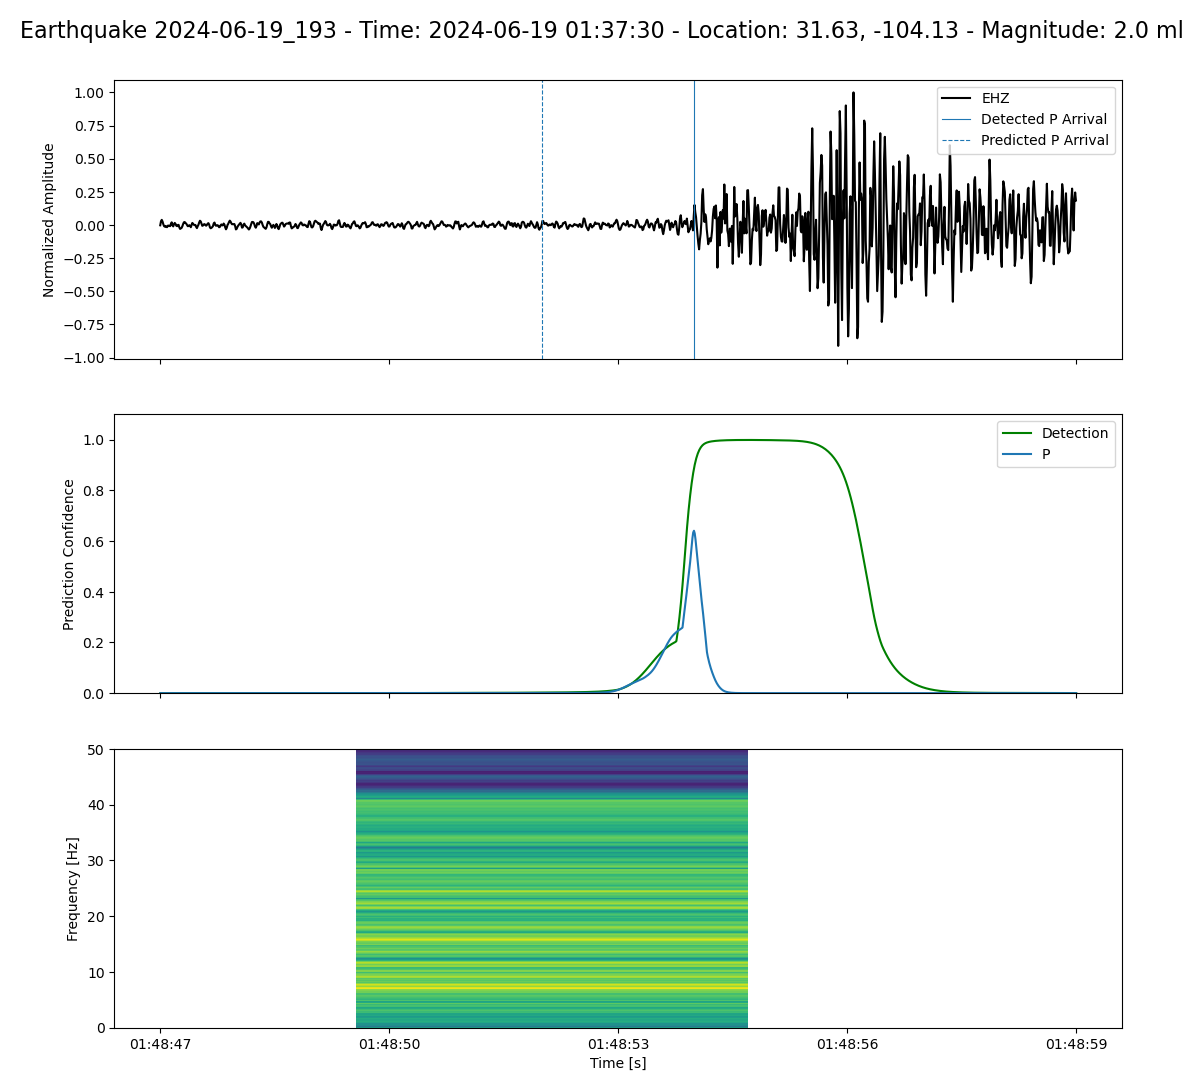 Earthquake 2024-06-19_193 - Time: 2024-06-19 01:37:30 - Location: 31.63, -104.13 - Magnitude: 2.0 ml
Normalized Amplitude
1.00
0.75
0.50
0.25
0.00
−0.25
−0.50
−0.75
−1.00
EHZ
Detected P Arrival
Predicted P Arrival
Prediction Confidence
1.0
0.8
0.6
0.4
0.2
0.0
Detection
P
Frequency [Hz]
50
40
30
20
10
0
01:48:47 01:48:50 01:48:53 01:48:56 01:48:59
Time [s]